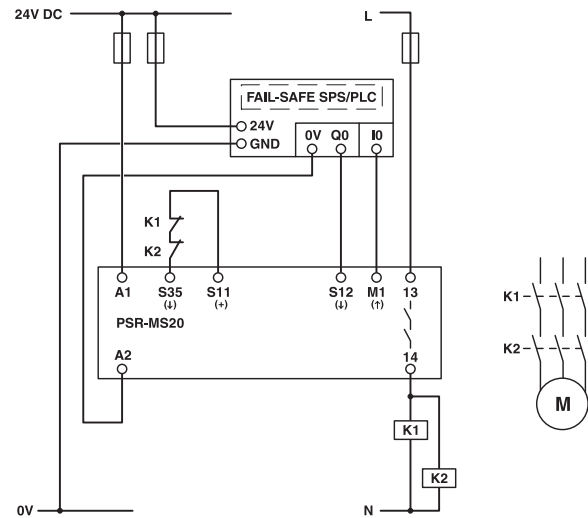 24V DC
L
FAIL-SAFE SPS/PLC
24V
GND
0V Q0 I0
K1
K2
A1 S35 S11 S12 M1 13
(↓) (+) (↓) (↑)
PSR-MS20
A2 14
K1
K2
K1
K2
M
0V
N